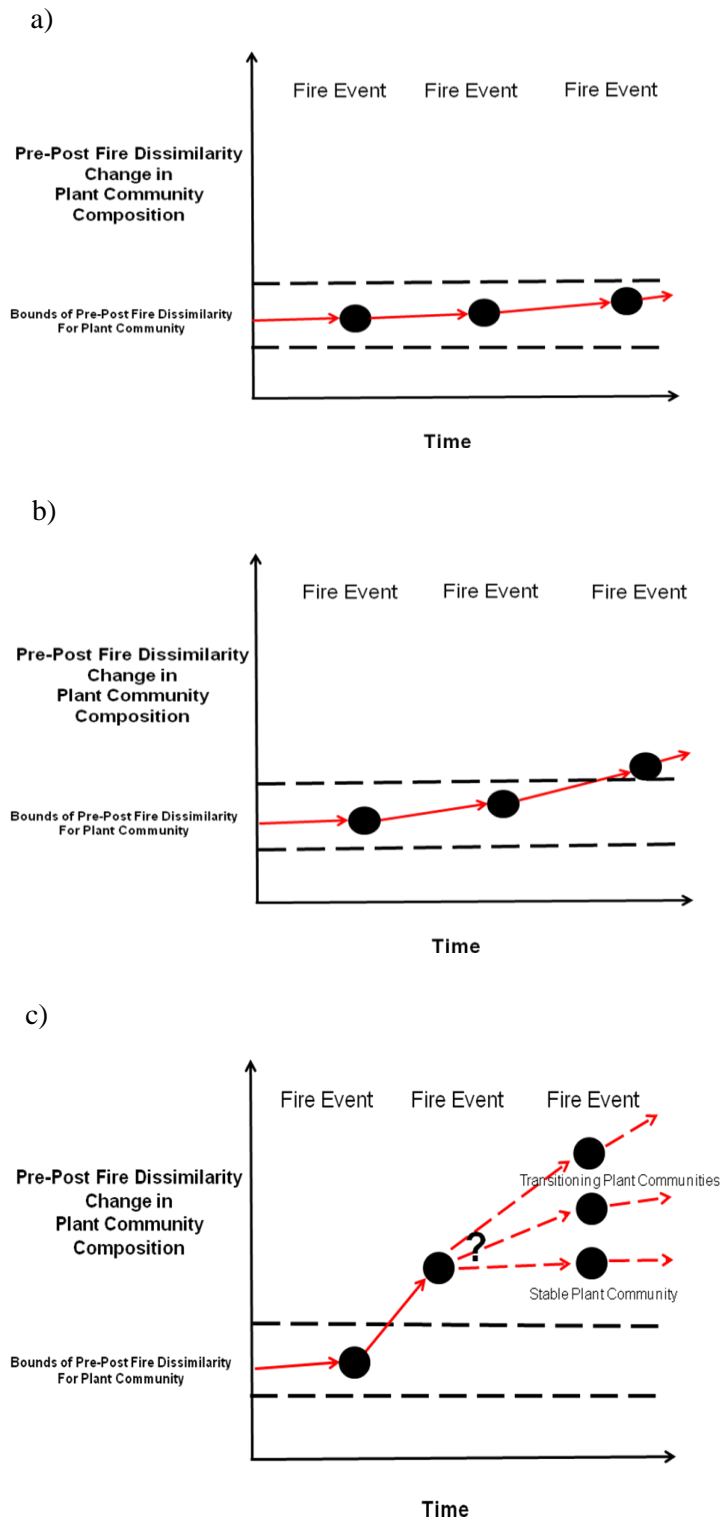 a)
Fire Event Fire Event Fire Event
Pre-Post Fire Dissimilarity
Change in
Plant Community
Composition
Bounds of Pre-Post Fire Dissimilarity
For Plant Community
Time
b)
Fire Event Fire Event Fire Event
Pre-Post Fire Dissimilarity
Change in
Plant Community
Composition
Bounds of Pre-Post Fire Dissimilarity
For Plant Community
Time
c)
Fire Event Fire Event Fire Event
Pre-Post Fire Dissimilarity
Change in
Plant Community
Composition
Transitioning Plant Communities
?
Stable Plant Community
Bounds of Pre-Post Fire Dissimilarity
For Plant Community
Time